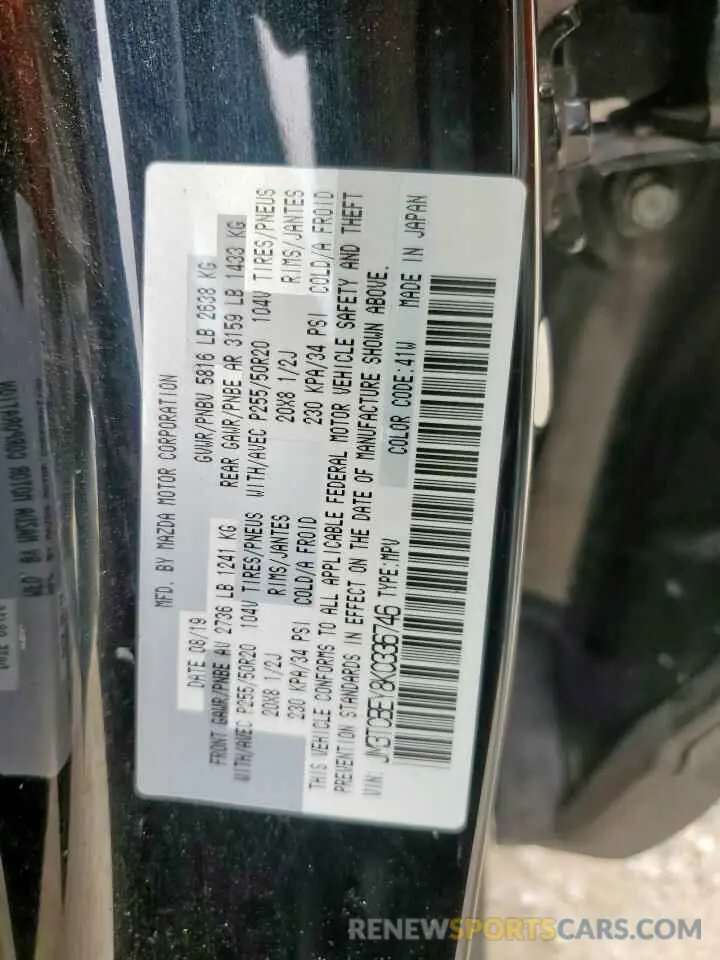 MFD. BY MAZDA MOTOR CORPORATION
DATE 08/19 GVWR/PNBV 5816 LB 2638 KG
FRONT GAWR/PNBE AV 2736 LB 1241 KG REAR GAWR/PNBE AR 3159 LB 1433 KG
WITH/AVEC P255/50R20 104V TIRES/PNEUS WITH/AVEC P255/50R20 104V TIRES/PNEUS
20X8 1/2J RIMS/JANTES 20X8 1/2J RIMS/JANTES
230 KPA/34 PSI COLD/A FROID 230 KPA/34 PSI COLD/A FROID
THIS VEHICLE CONFORMS TO ALL APPLICABLE FEDERAL MOTOR VEHICLE SAFETY AND THEFT
PREVENTION STANDARDS IN EFFECT ON THE DATE OF MANUFACTURE SHOWN ABOVE.
VIN: JM3TCBEY8K0336746 TYPE:MPV COLOR CODE:41W MADE IN JAPAN
RENEWSPORTSCARS.COM